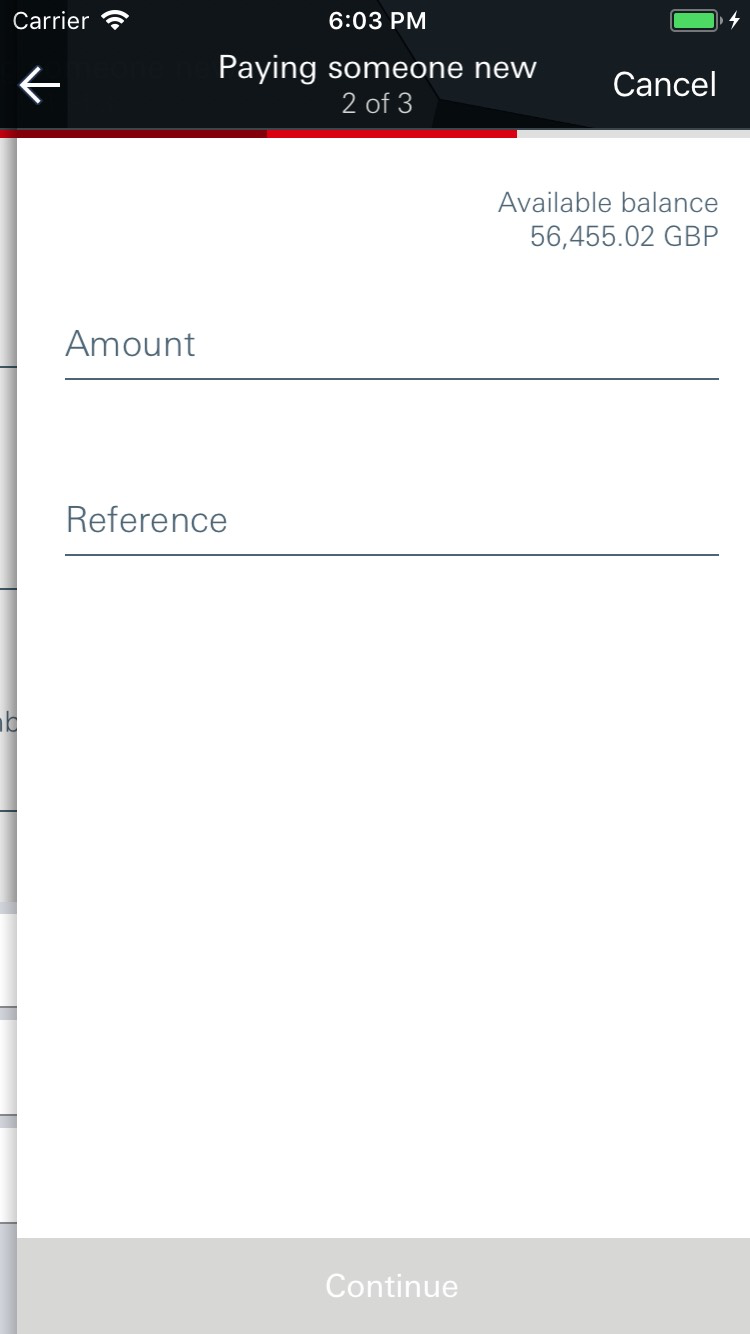 Carrier 6:03 PM
Paying someone new
2 of 3
Cancel
Available balance
56,455.02 GBP
Amount
Reference
Continue